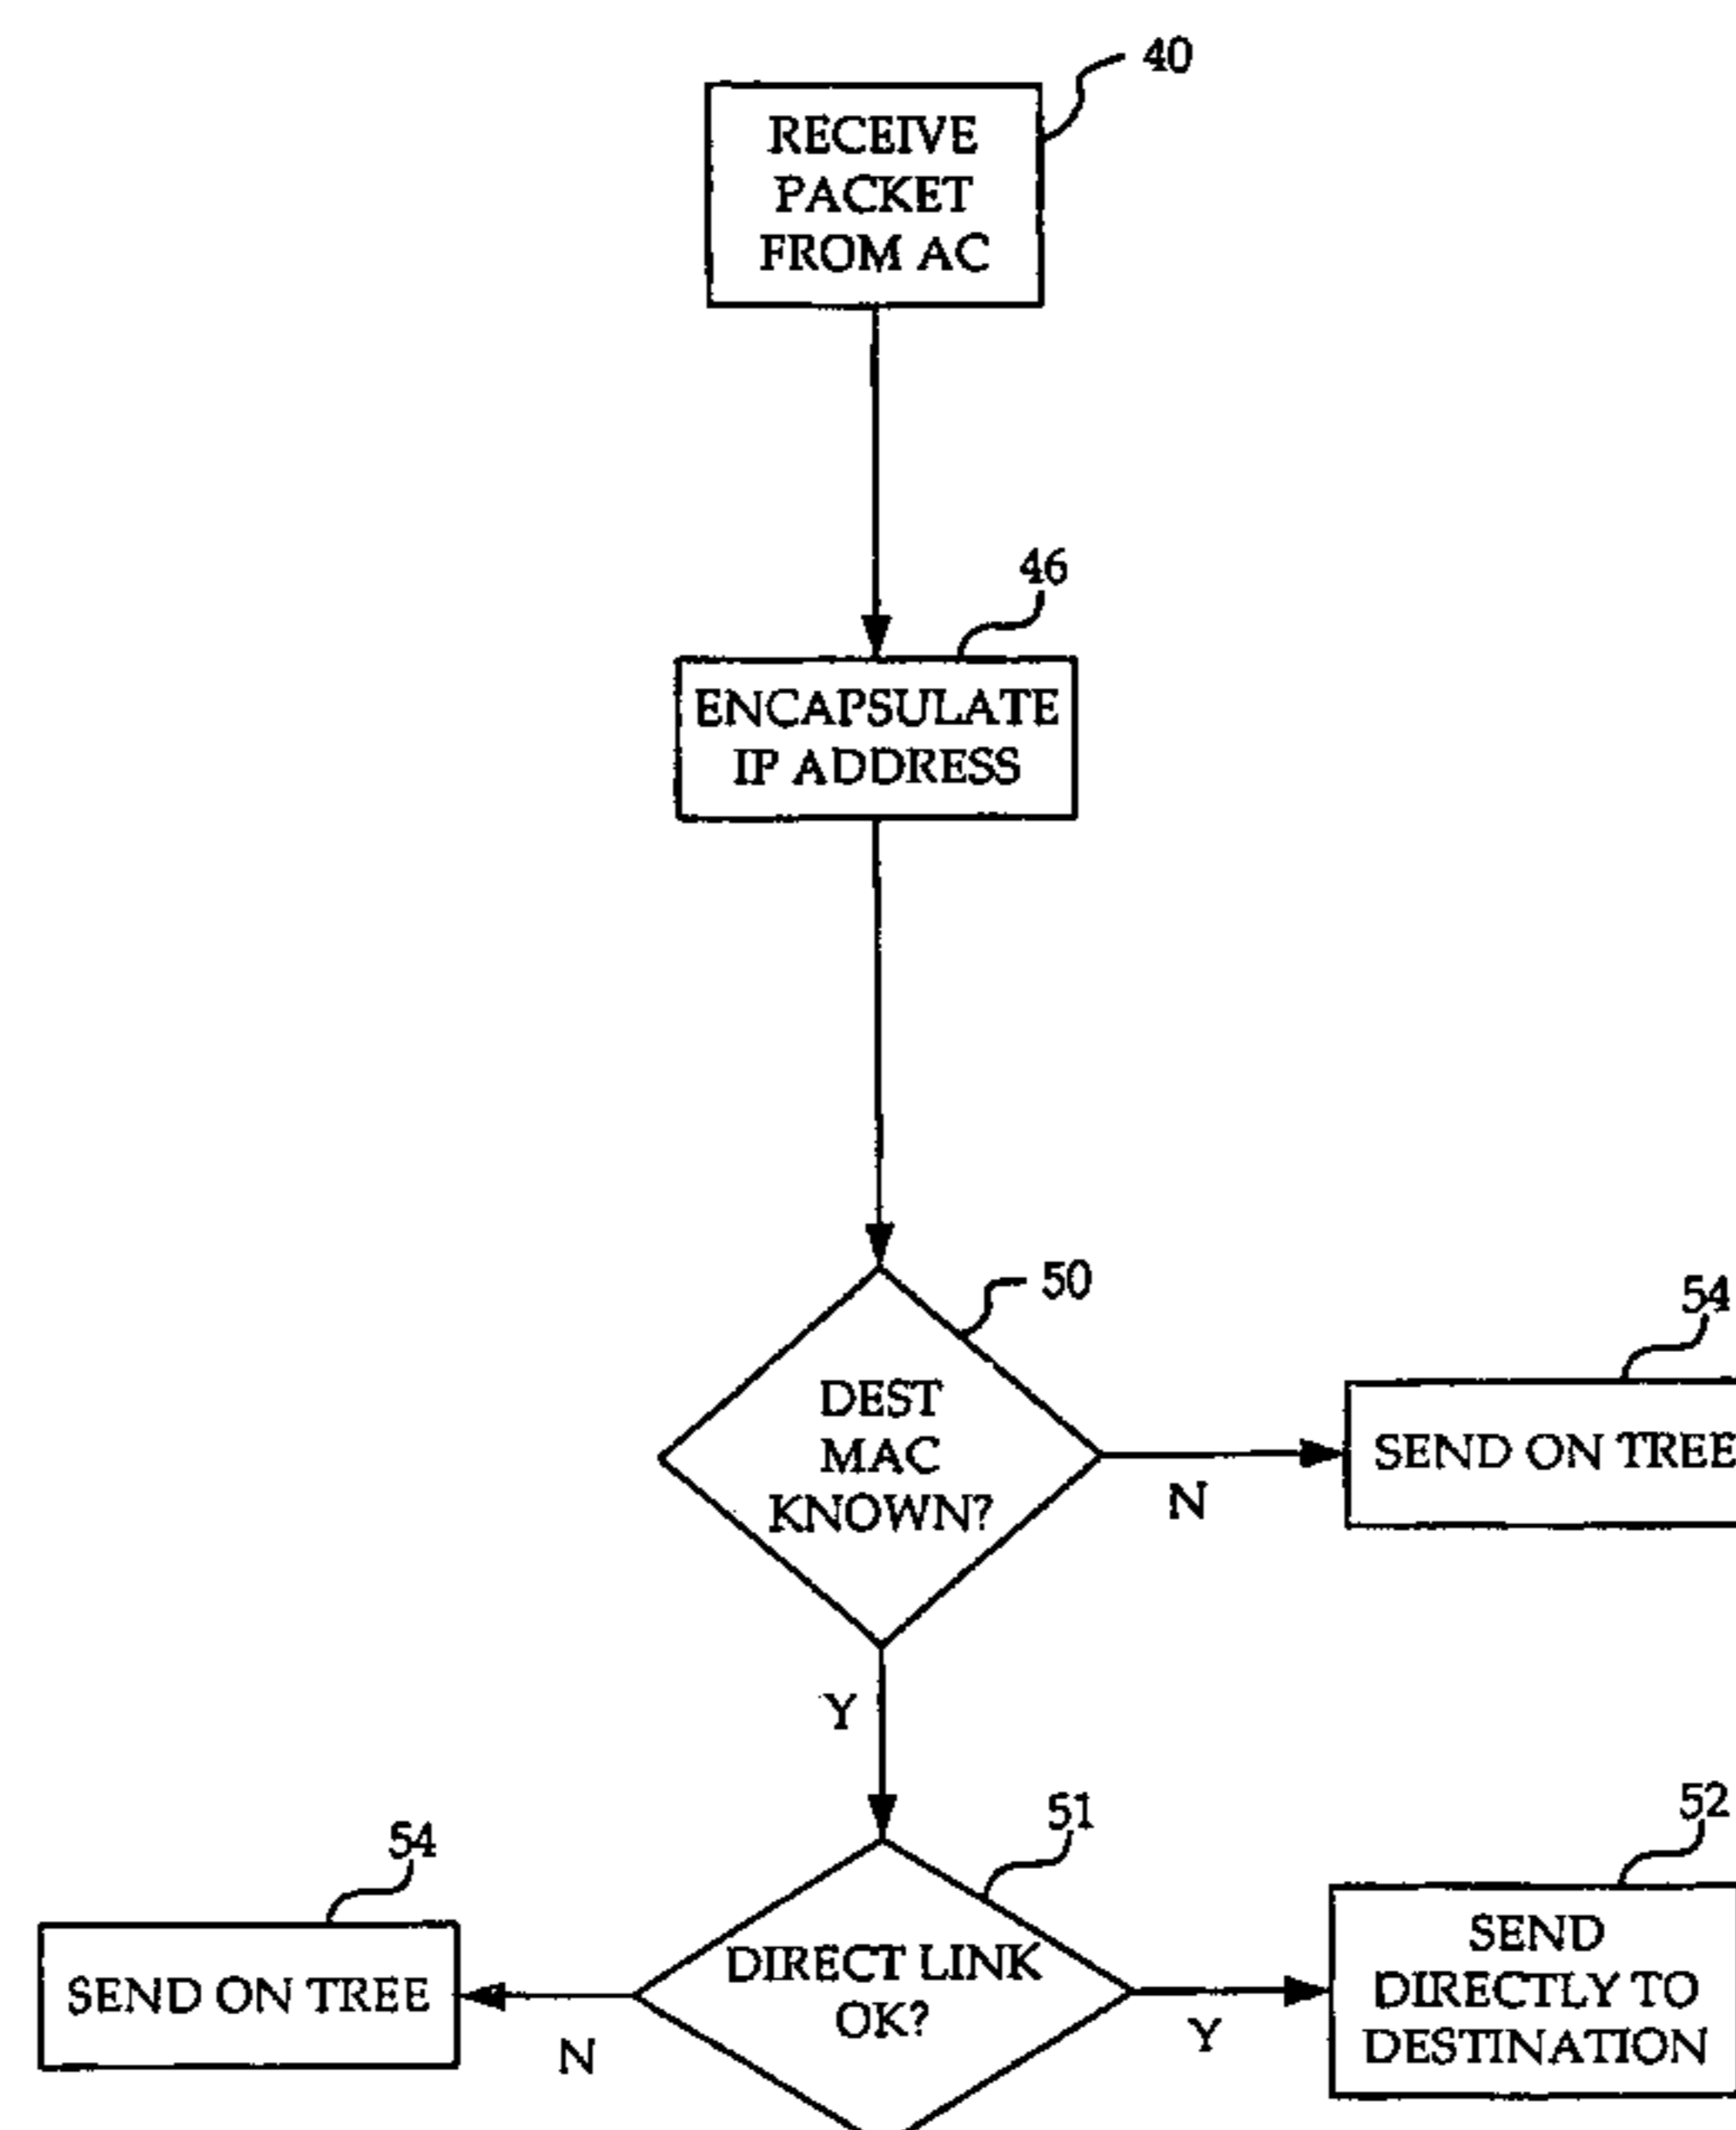 40
RECEIVE
PACKET
FROM AC
46
ENCAPSULATE
IP ADDRESS
50
DEST
MAC
KNOWN?
N
54
SEND ON TREE
Y
51
DIRECT LINK
OK?
54
SEND ON TREE
N
Y
52
SEND
DIRECTLY TO
DESTINATION